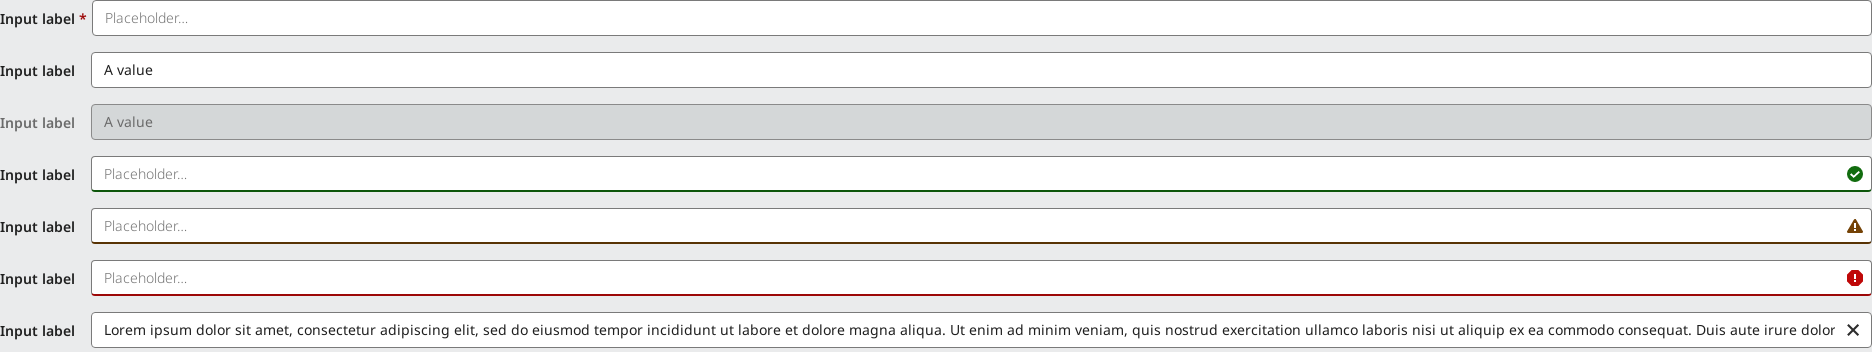 Input label * Placeholder...
Input label A value
Input label A value
Input label Placeholder...
Input label Placeholder...
Input label Placeholder...
Input label Lorem ipsum dolor sit amet, consectetur adipiscing elit, sed do eiusmod tempor incididunt ut labore et dolore magna aliqua. Ut enim ad minim veniam, quis nostrud exercitation ullamco laboris nisi ut aliquip ex ea commodo consequat. Duis aute irure dolor